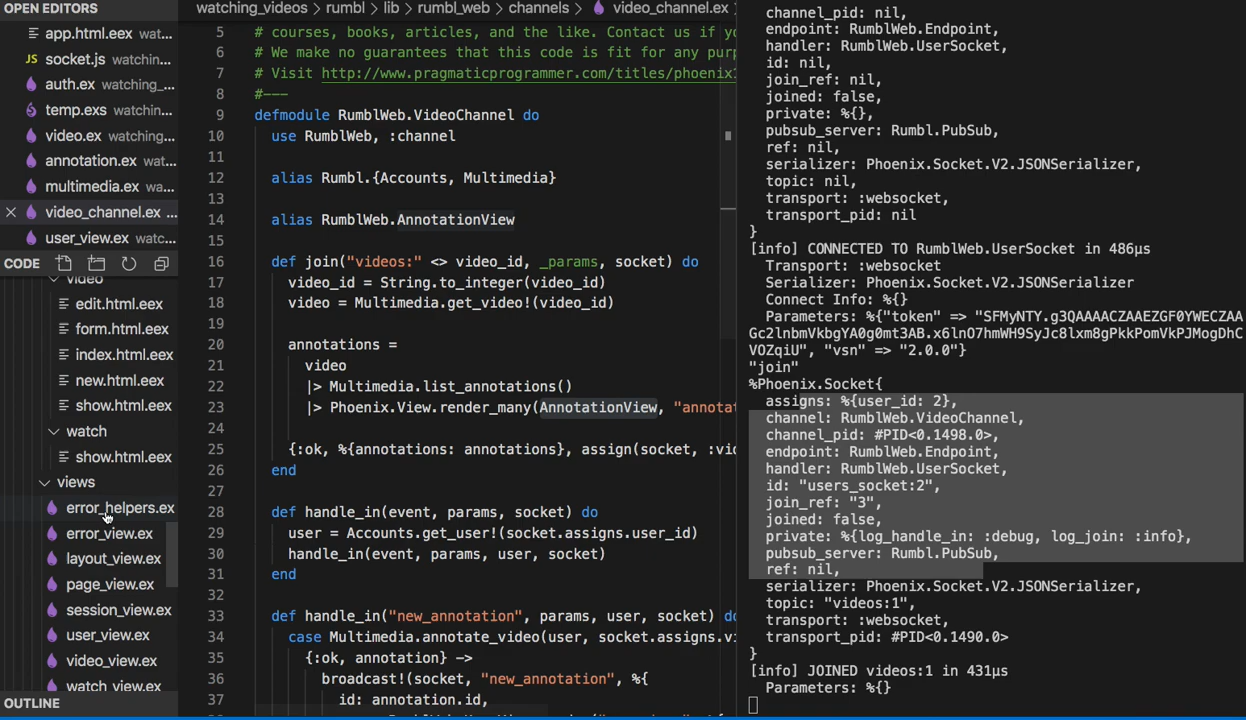 OPEN EDITORS
app.html.eex wat...
JS socket.js watchin...
auth.ex watching_...
temp.exs watchin...
video.ex watching...
annotation.ex wat...
multimedia.ex wa...
video_channel.ex ...
user_view.ex watc...
CODE
video
edit.html.eex
form.html.eex
index.html.eex
new.html.eex
show.html.eex
watch
show.html.eex
views
error_helpers.ex
error_view.ex
layout_view.ex
page_view.ex
session_view.ex
user_view.ex
video_view.ex
watch_view.ex
OUTLINE
watching_videos > rumbl > lib > rumbl_web > channels > video_channel.ex
5 # courses, books, articles, and the like. Contact us if yo
6 # We make no guarantees that this code is fit for any purp
7 # Visit http://www.pragmaticprogrammer.com/titles/phoenix1
8 #---
9 defmodule RumblWeb.VideoChannel do
10 use RumblWeb, :channel
11
12 alias Rumbl.{Accounts, Multimedia}
13
14 alias RumblWeb.AnnotationView
15
16 def join("videos:" <> video_id, _params, socket) do
17 video_id = String.to_integer(video_id)
18 video = Multimedia.get_video!(video_id)
19
20 annotations =
21 video
22 |> Multimedia.list_annotations()
23 |> Phoenix.View.render_many(AnnotationView, "annotat
24
25 {:ok, %{annotations: annotations}, assign(socket, :vid
26 end
27
28 def handle_in(event, params, socket) do
29 user = Accounts.get_user!(socket.assigns.user_id)
30 handle_in(event, params, user, socket)
31 end
32
33 def handle_in("new_annotation", params, user, socket) do
34 case Multimedia.annotate_video(user, socket.assigns.vi
35 {:ok, annotation} ->
36 broadcast!(socket, "new_annotation", %{
37 id: annotation.id,
channel_pid: nil,
endpoint: RumblWeb.Endpoint,
handler: RumblWeb.UserSocket,
id: nil,
join_ref: nil,
joined: false,
private: %{},
pubsub_server: Rumbl.PubSub,
ref: nil,
serializer: Phoenix.Socket.V2.JSONSerializer,
topic: nil,
transport: :websocket,
transport_pid: nil
}
[info] CONNECTED TO RumblWeb.UserSocket in 486µs
Transport: :websocket
Serializer: Phoenix.Socket.V2.JSONSerializer
Connect Info: %{}
Parameters: %{"token" => "SFMyNTY.g3QAAAACZAAEZGF0YWECZAA
Gc2lnbmVkbgYA0g0mt3AB.x6lnO7hmWH9SyJc8lxm8gPkkPomVkPJMogDhC
VOZqiU", "vsn" => "2.0.0"}
"join"
%Phoenix.Socket{
assigns: %{user_id: 2},
channel: RumblWeb.VideoChannel,
channel_pid: #PID<0.1498.0>,
endpoint: RumblWeb.Endpoint,
handler: RumblWeb.UserSocket,
id: "users_socket:2",
join_ref: "3",
joined: false,
private: %{log_handle_in: :debug, log_join: :info},
pubsub_server: Rumbl.PubSub,
ref: nil,
serializer: Phoenix.Socket.V2.JSONSerializer,
topic: "videos:1",
transport: :websocket,
transport_pid: #PID<0.1490.0>
}
[info] JOINED videos:1 in 431µs
Parameters: %{}